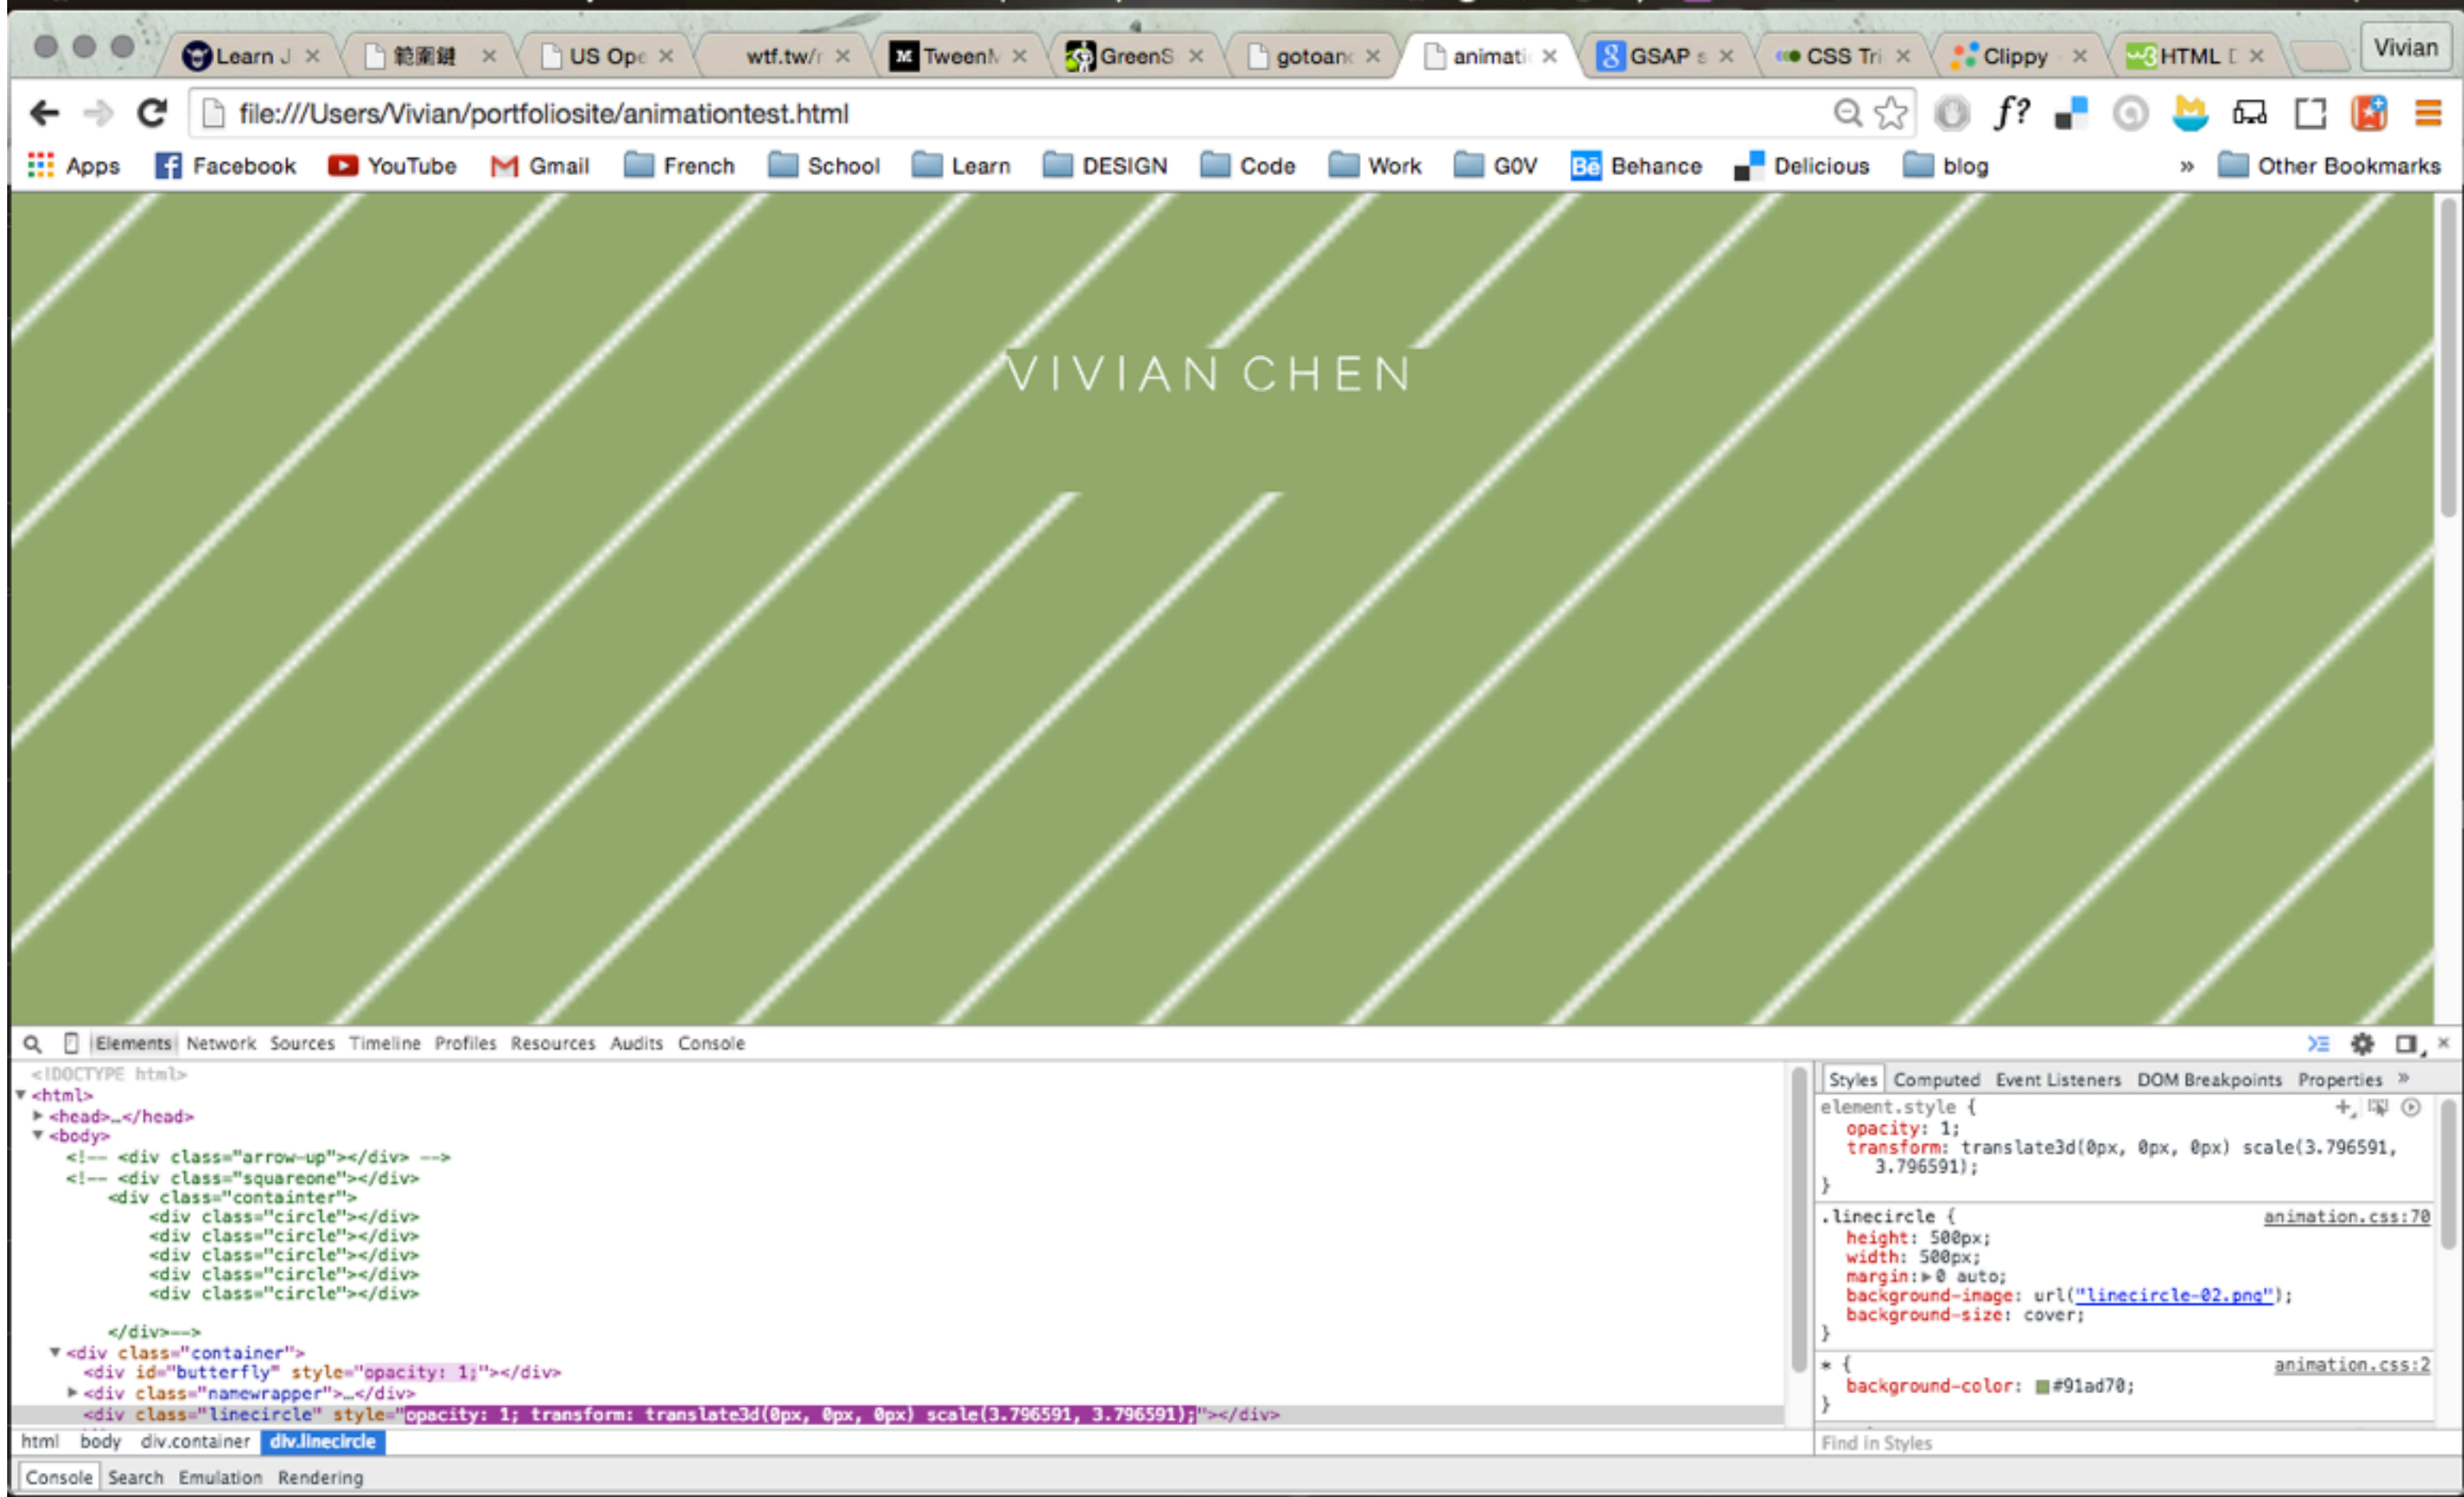 Learn J
範圍鍵
US Ope
wtf.tw/r
TweenM
GreenS
gotoand
animati
GSAP s
CSS Tri
Clippy
HTML D
Vivian
file:///Users/Vivian/portfoliosite/animationtest.html
f?
Apps
Facebook
YouTube
Gmail
French
School
Learn
DESIGN
Code
Work
G0V
Bē Behance
Delicious
blog
»
Other Bookmarks
VIVIAN CHEN
Elements Network Sources Timeline Profiles Resources Audits Console
<!DOCTYPE html>
<html>
<head>…</head>
<body>
<!-- <div class="arrow-up"></div> -->
<!-- <div class="squareone"></div>
<div class="containter">
<div class="circle"></div>
<div class="circle"></div>
<div class="circle"></div>
<div class="circle"></div>
<div class="circle"></div>
</div>-->
<div class="container">
<div id="butterfly" style="opacity: 1;"></div>
<div class="namewrapper">…</div>
<div class="linecircle" style="opacity: 1; transform: translate3d(0px, 0px, 0px) scale(3.796591, 3.796591);"></div>
html body div.container div.linecircle
Console Search Emulation Rendering
Styles Computed Event Listeners DOM Breakpoints Properties »
element.style {
opacity: 1;
transform: translate3d(0px, 0px, 0px) scale(3.796591,
3.796591);
}
.linecircle { animation.css:70
height: 500px;
width: 500px;
margin: 0 auto;
background-image: url("linecircle-02.png");
background-size: cover;
}
* { animation.css:2
background-color: #91ad70;
}
Find in Styles